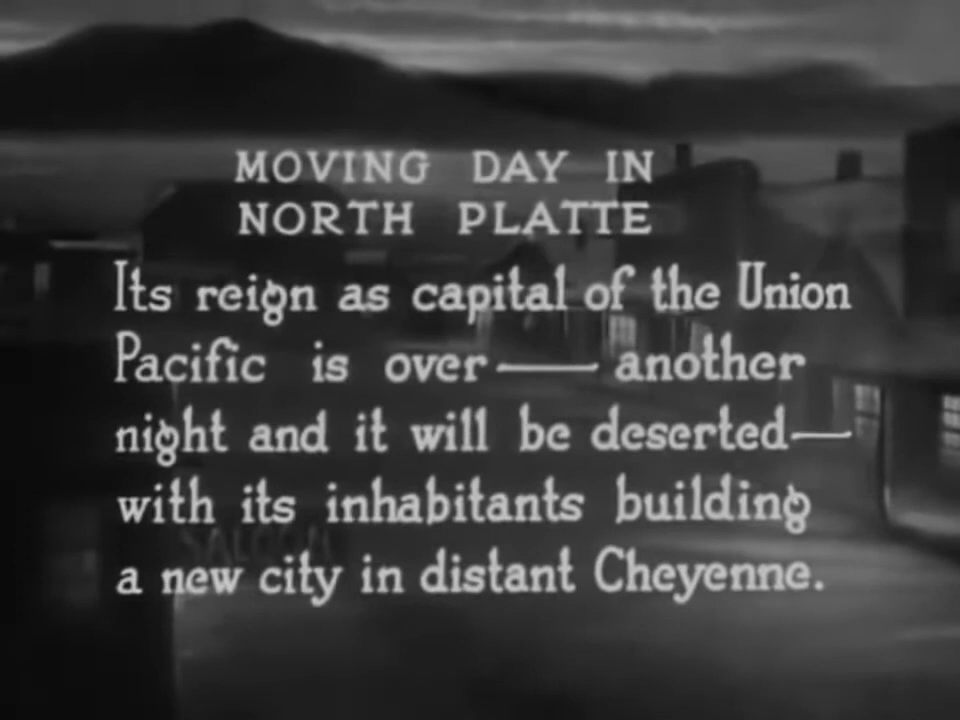 MOVING DAY IN
NORTH PLATTE
Its reign as capital of the Union
Pacific is over — another
night and it will be deserted—
with its inhabitants building
a new city in distant Cheyenne.
SALOON